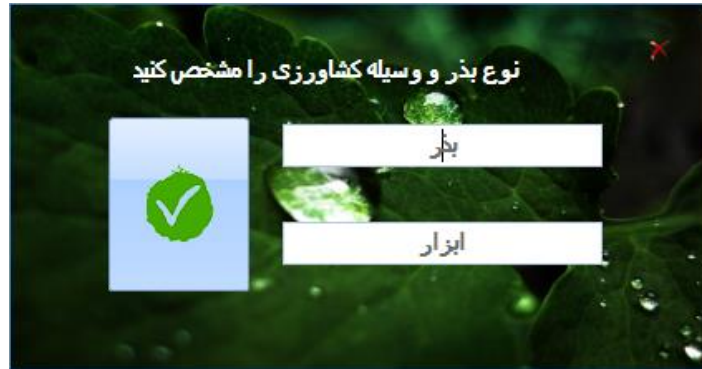 نوع بذر و وسیله کشاورزی را مشخص کنید
بذر
ابزار